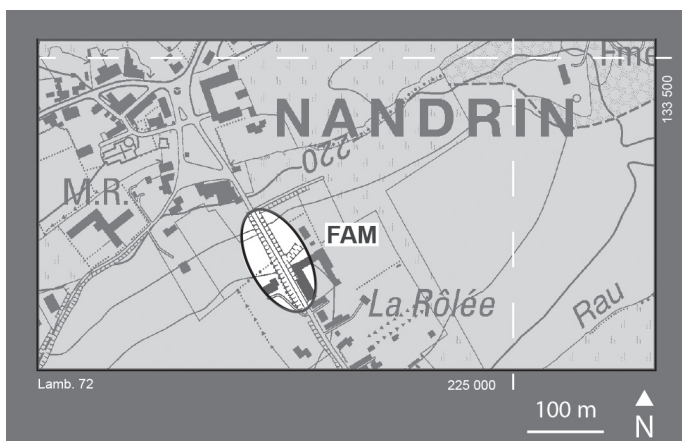 Fme
133 500
NANDRIN
220
M.R.
FAM
La Rôlée
Rau
Lamb. 72
225 000
100 m
N